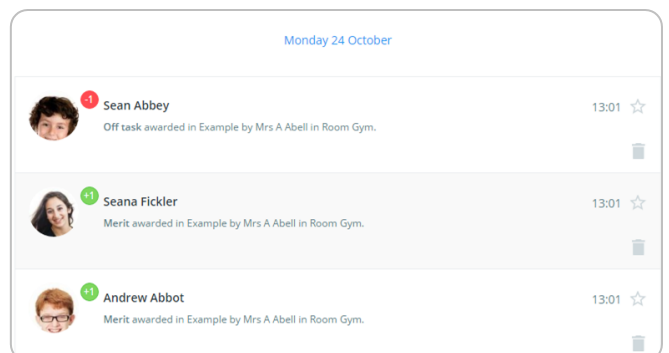 Monday 24 October
-1
Sean Abbey
13:01
Off task awarded in Example by Mrs A Abell in Room Gym.
+1
Seana Fickler
13:01
Merit awarded in Example by Mrs A Abell in Room Gym.
+1
Andrew Abbot
13:01
Merit awarded in Example by Mrs A Abell in Room Gym.